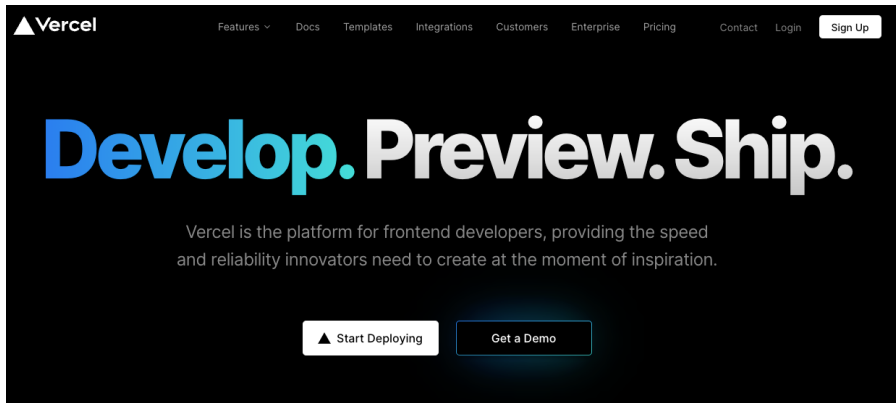 Vercel
Features Docs Templates Integrations Customers Enterprise Pricing Contact Login Sign Up
Develop. Preview. Ship.
Vercel is the platform for frontend developers, providing the speed
and reliability innovators need to create at the moment of inspiration.
Start Deploying
Get a Demo